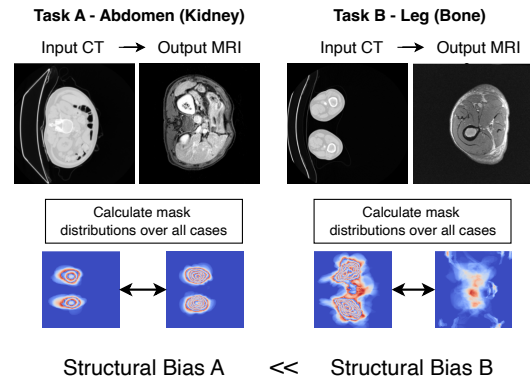 Task A - Abdomen (Kidney)
Task B - Leg (Bone)
Input CT → Output MRI
Input CT → Output MRI
Calculate mask
distributions over all cases
Calculate mask
distributions over all cases
Structural Bias A << Structural Bias B